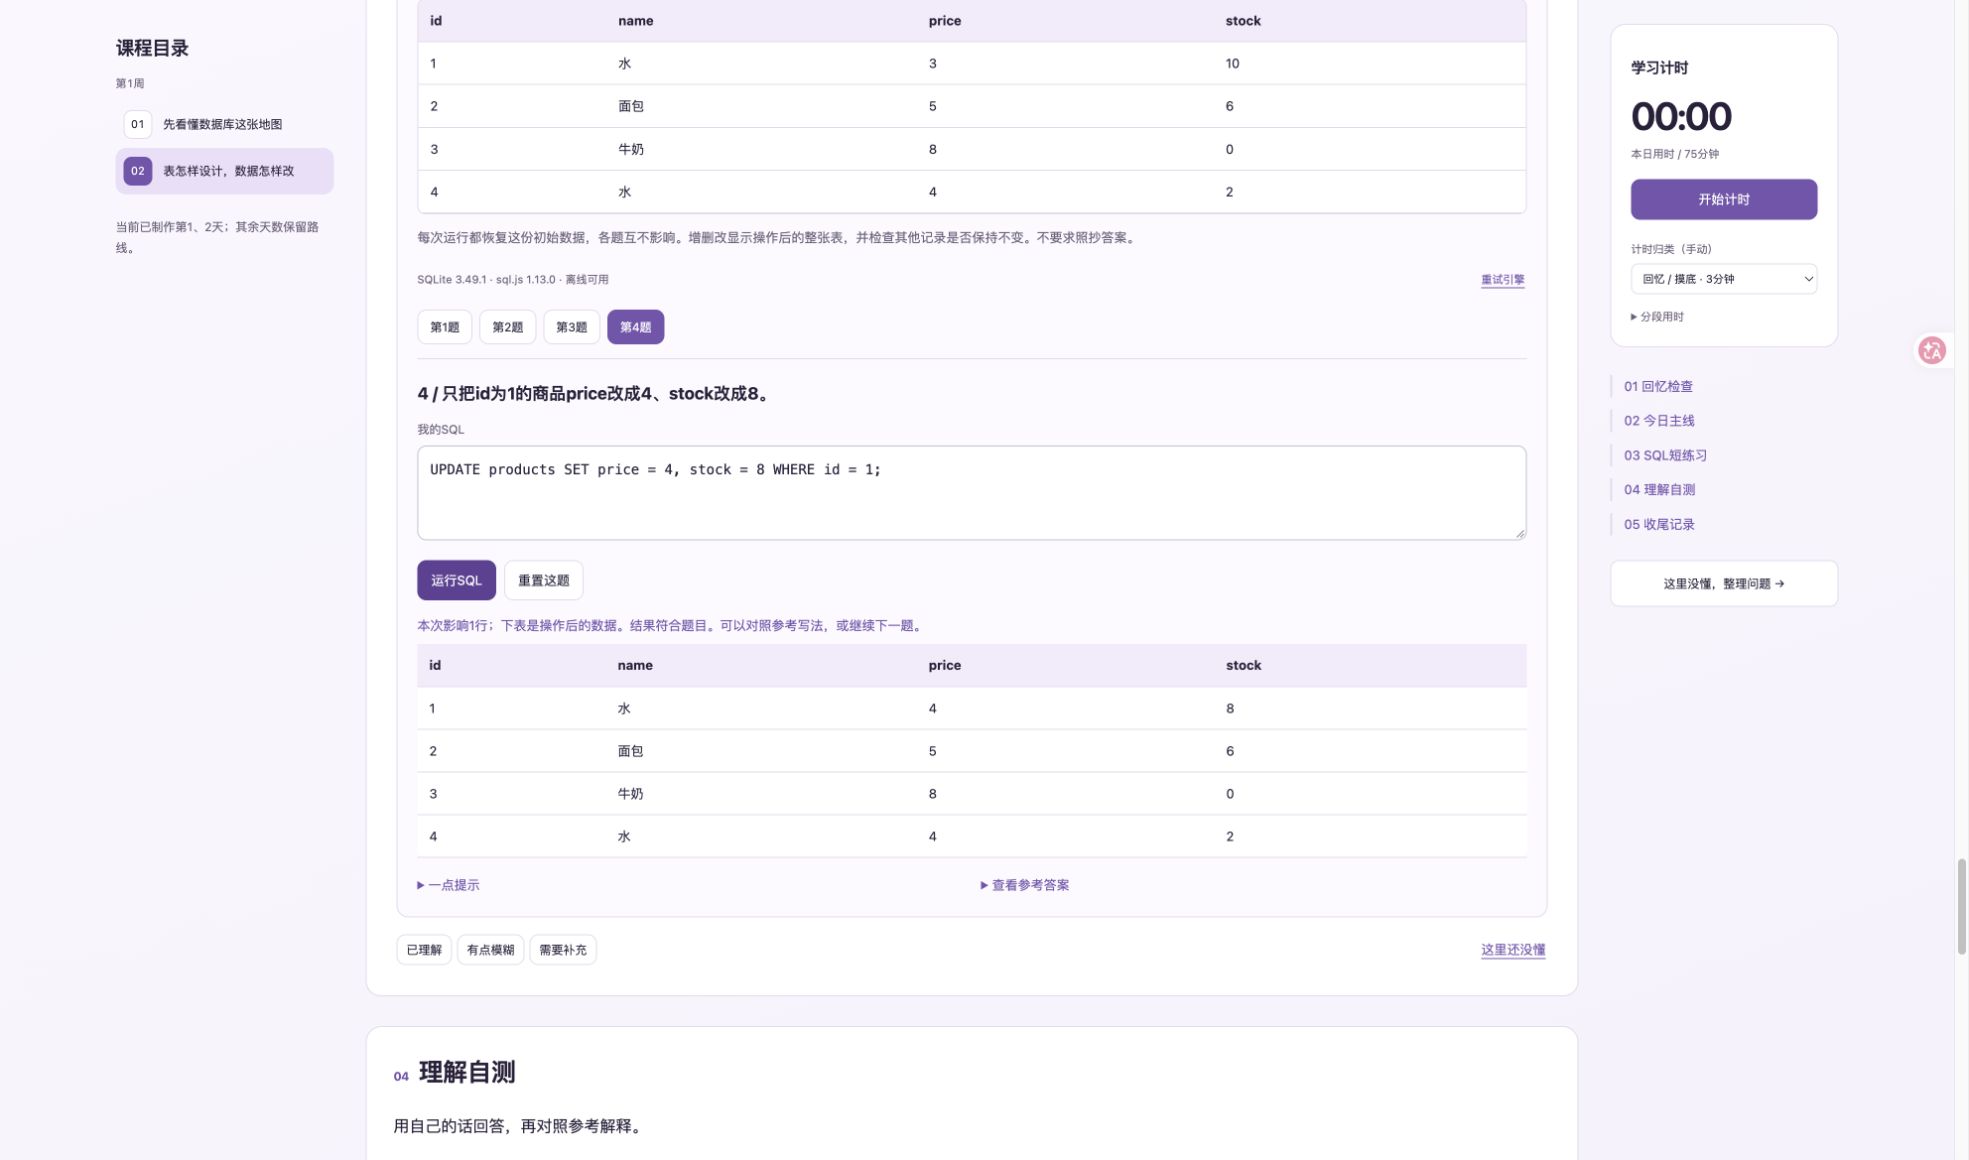 课程目录
第1周
01 先看懂数据库这张地图
02 表怎样设计，数据怎样改
当前已制作第1、2天；其余天数保留路
线。
id name price stock
1 水 3 10
2 面包 5 6
3 牛奶 8 0
4 水 4 2
每次运行都恢复这份初始数据，各题互不影响。增删改显示操作后的整张表，并检查其他记录是否保持不变。不要求照抄答案。
SQLite 3.49.1 · sql.js 1.13.0 · 离线可用 重试引擎
第1题 第2题 第3题 第4题
4 / 只把id为1的商品price改成4、stock改成8。
我的SQL
UPDATE products SET price = 4, stock = 8 WHERE id = 1;
运行SQL 重置这题
本次影响1行；下表是操作后的数据。结果符合题目。可以对照参考写法，或继续下一题。
id name price stock
1 水 4 8
2 面包 5 6
3 牛奶 8 0
4 水 4 2
▶ 一点提示 ▶ 查看参考答案
已理解 有点模糊 需要补充 这里还没懂
04 理解自测
用自己的话回答，再对照参考解释。
学习计时
00:00
本日用时 / 75分钟
开始计时
计时归类（手动）
回忆 / 摸底 · 3分钟
▶ 分段用时
01 回忆检查
02 今日主线
03 SQL短练习
04 理解自测
05 收尾记录
这里没懂，整理问题 →